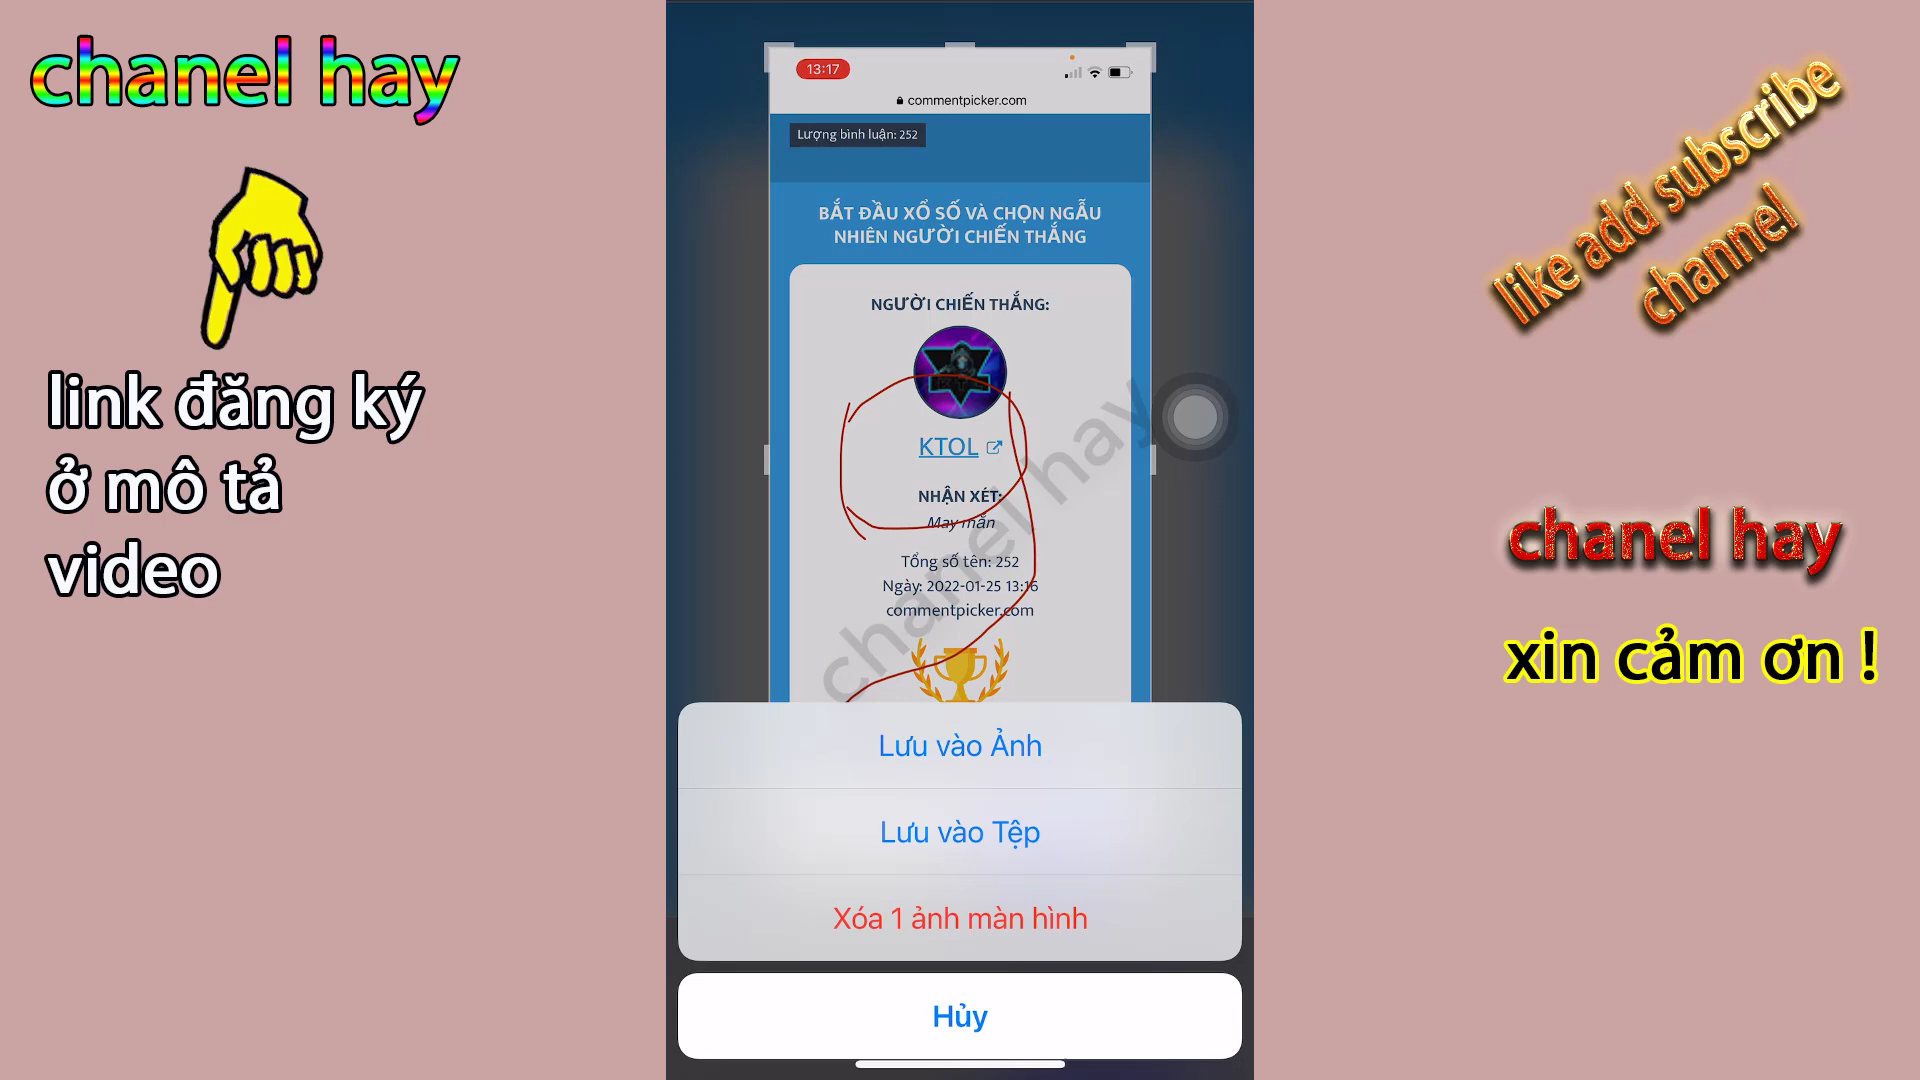 chanel hay
link đăng ký
ở mô tả
video
13:17
commentpicker.com
Lượng bình luận: 252
BẮT ĐẦU XỔ SỐ VÀ CHỌN NGẪU
NHIÊN NGƯỜI CHIẾN THẮNG
NGƯỜI CHIẾN THẮNG:
KTOL
NHẬN XÉT:
May mắn
Tổng số tên: 252
Ngày: 2022-01-25 13:16
commentpicker.com
chanel hay
Lưu vào Ảnh
Lưu vào Tệp
Xóa 1 ảnh màn hình
Hủy
like add subscribe
channel
chanel hay
xin cảm ơn !